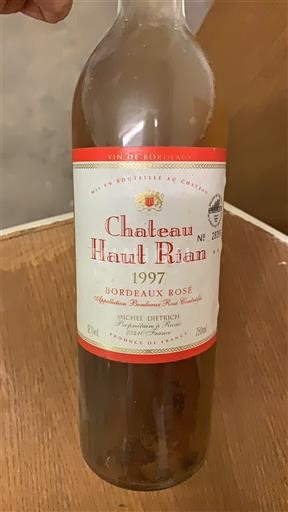 VIN DE BORDEAUX
MIS EN BOUTEILLE AU CHATEAU
Chateau
Haut Rian
Nº
1997
BORDEAUX ROSÉ
Appellation Bordeaux Rosé Contrôlée
MICHEL DIETRICH
Propriétaire à Rions
33410 France
750ml
PRODUCE OF FRANCE